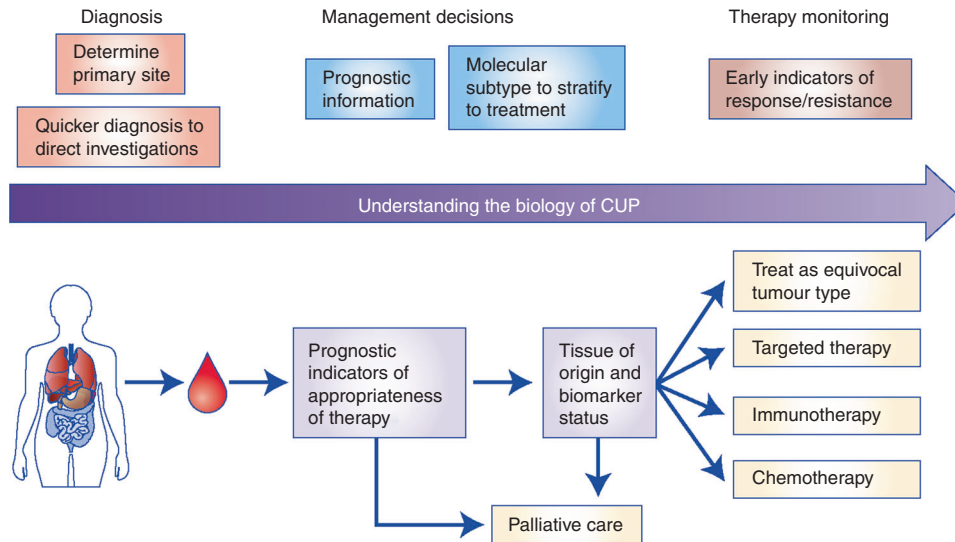 Diagnosis
Management decisions
Therapy monitoring
Determine
primary site
Quicker diagnosis to
direct investigations
Prognostic
information
Molecular
subtype to stratify
to treatment
Early indicators of
response/resistance
Understanding the biology of CUP
Prognostic
indicators of
appropriateness
of therapy
Tissue of
origin and
biomarker
status
Treat as equivocal
tumour type
Targeted therapy
Immunotherapy
Chemotherapy
Palliative care